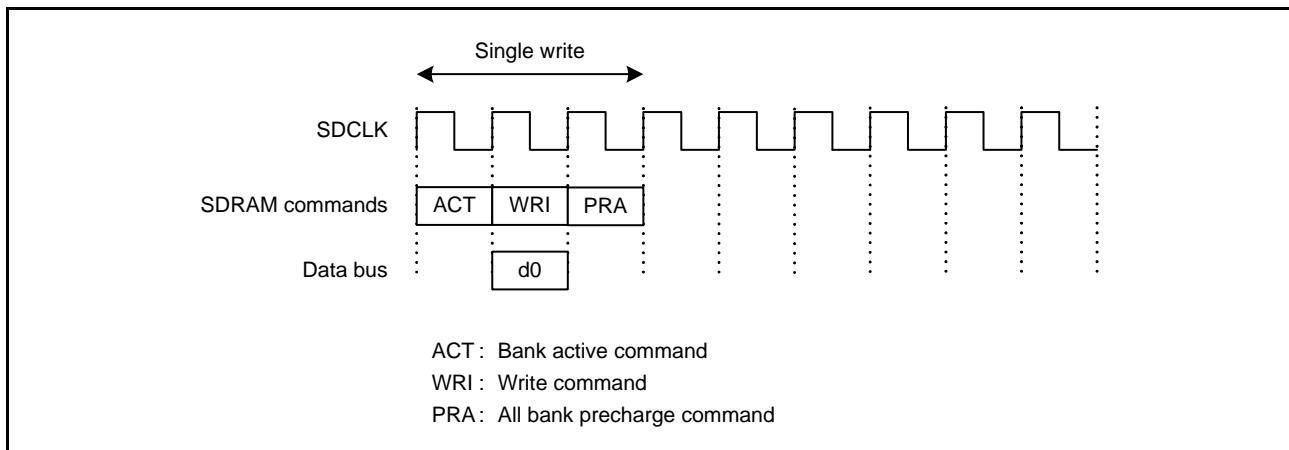 Single write
SDCLK
SDRAM commands ACT WRI PRA
Data bus d0
ACT : Bank active command
WRI : Write command
PRA : All bank precharge command